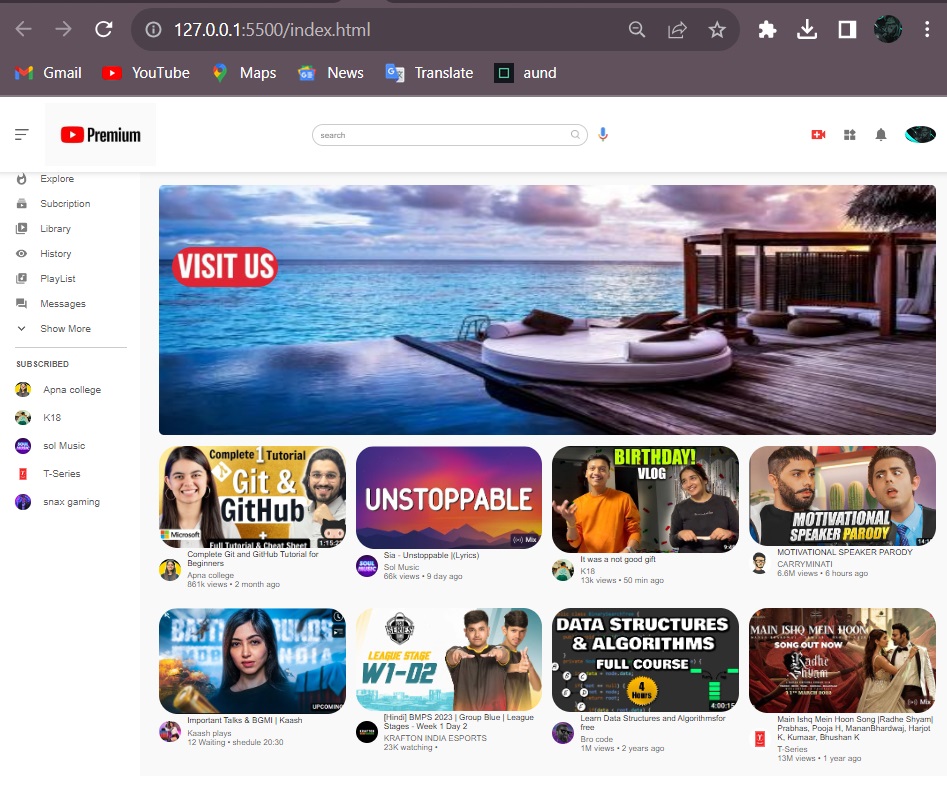 127.0.0.1:5500/index.html
Gmail
YouTube
Maps
News
Translate
aund
Premium
search
Explore
Subcription
Library
History
PlayList
Messages
Show More
SUBSCRIBED
Apna college
K18
sol Music
T-Series
snax gaming
VISIT US
Complete 1 Tutorial
Git &
GitHub
+
Microsoft
Full Tutorial & Cheat Sheet
Complete Git and GitHub Tutorial for
Beginners
Apna college
861k views • 2 month ago
UNSTOPPABLE
Mix
SOUL
MUSIC
Sia - Unstoppable |(Lyrics)
Sol Music
66k views • 9 day ago
BIRTHDAY!
VLOG
It was a not good gift
K18
13k views • 50 min ago
MOTIVATIONAL
SPEAKER PARODY
MOTIVATIONAL SPEAKER PARODY
CARRYMINATI
6.6M views • 6 hours ago
UPCOMING
Important Talks & BGMI | Kaash
Kaash plays
12 Waiting • shedule 20:30
SERIES
LEAGUE STAGE
W1-D2
[Hindi] BMPS 2023 | Group Blue | League
Stages - Week 1 Day 2
KRAFTON INDIA ESPORTS
23K watching •
DATA STRUCTURES
& ALGORITHMS
FULL COURSE
4
Hours
4:00:15
Learn Data Structures and Algorithmsfor
free
Bro code
1M views • 2 years ago
MAIN ISHQ MEIN HOON
SONG OUT NOW
Radhe
Shyam
11TH MARCH 2022
Mix
Main Ishq Mein Hoon Song |Radhe Shyam|
Prabhas, Pooja H, MananBhardwaj, Harjot
K, Kumaar, Bhushan K
T-Series
13M views • 1 year ago